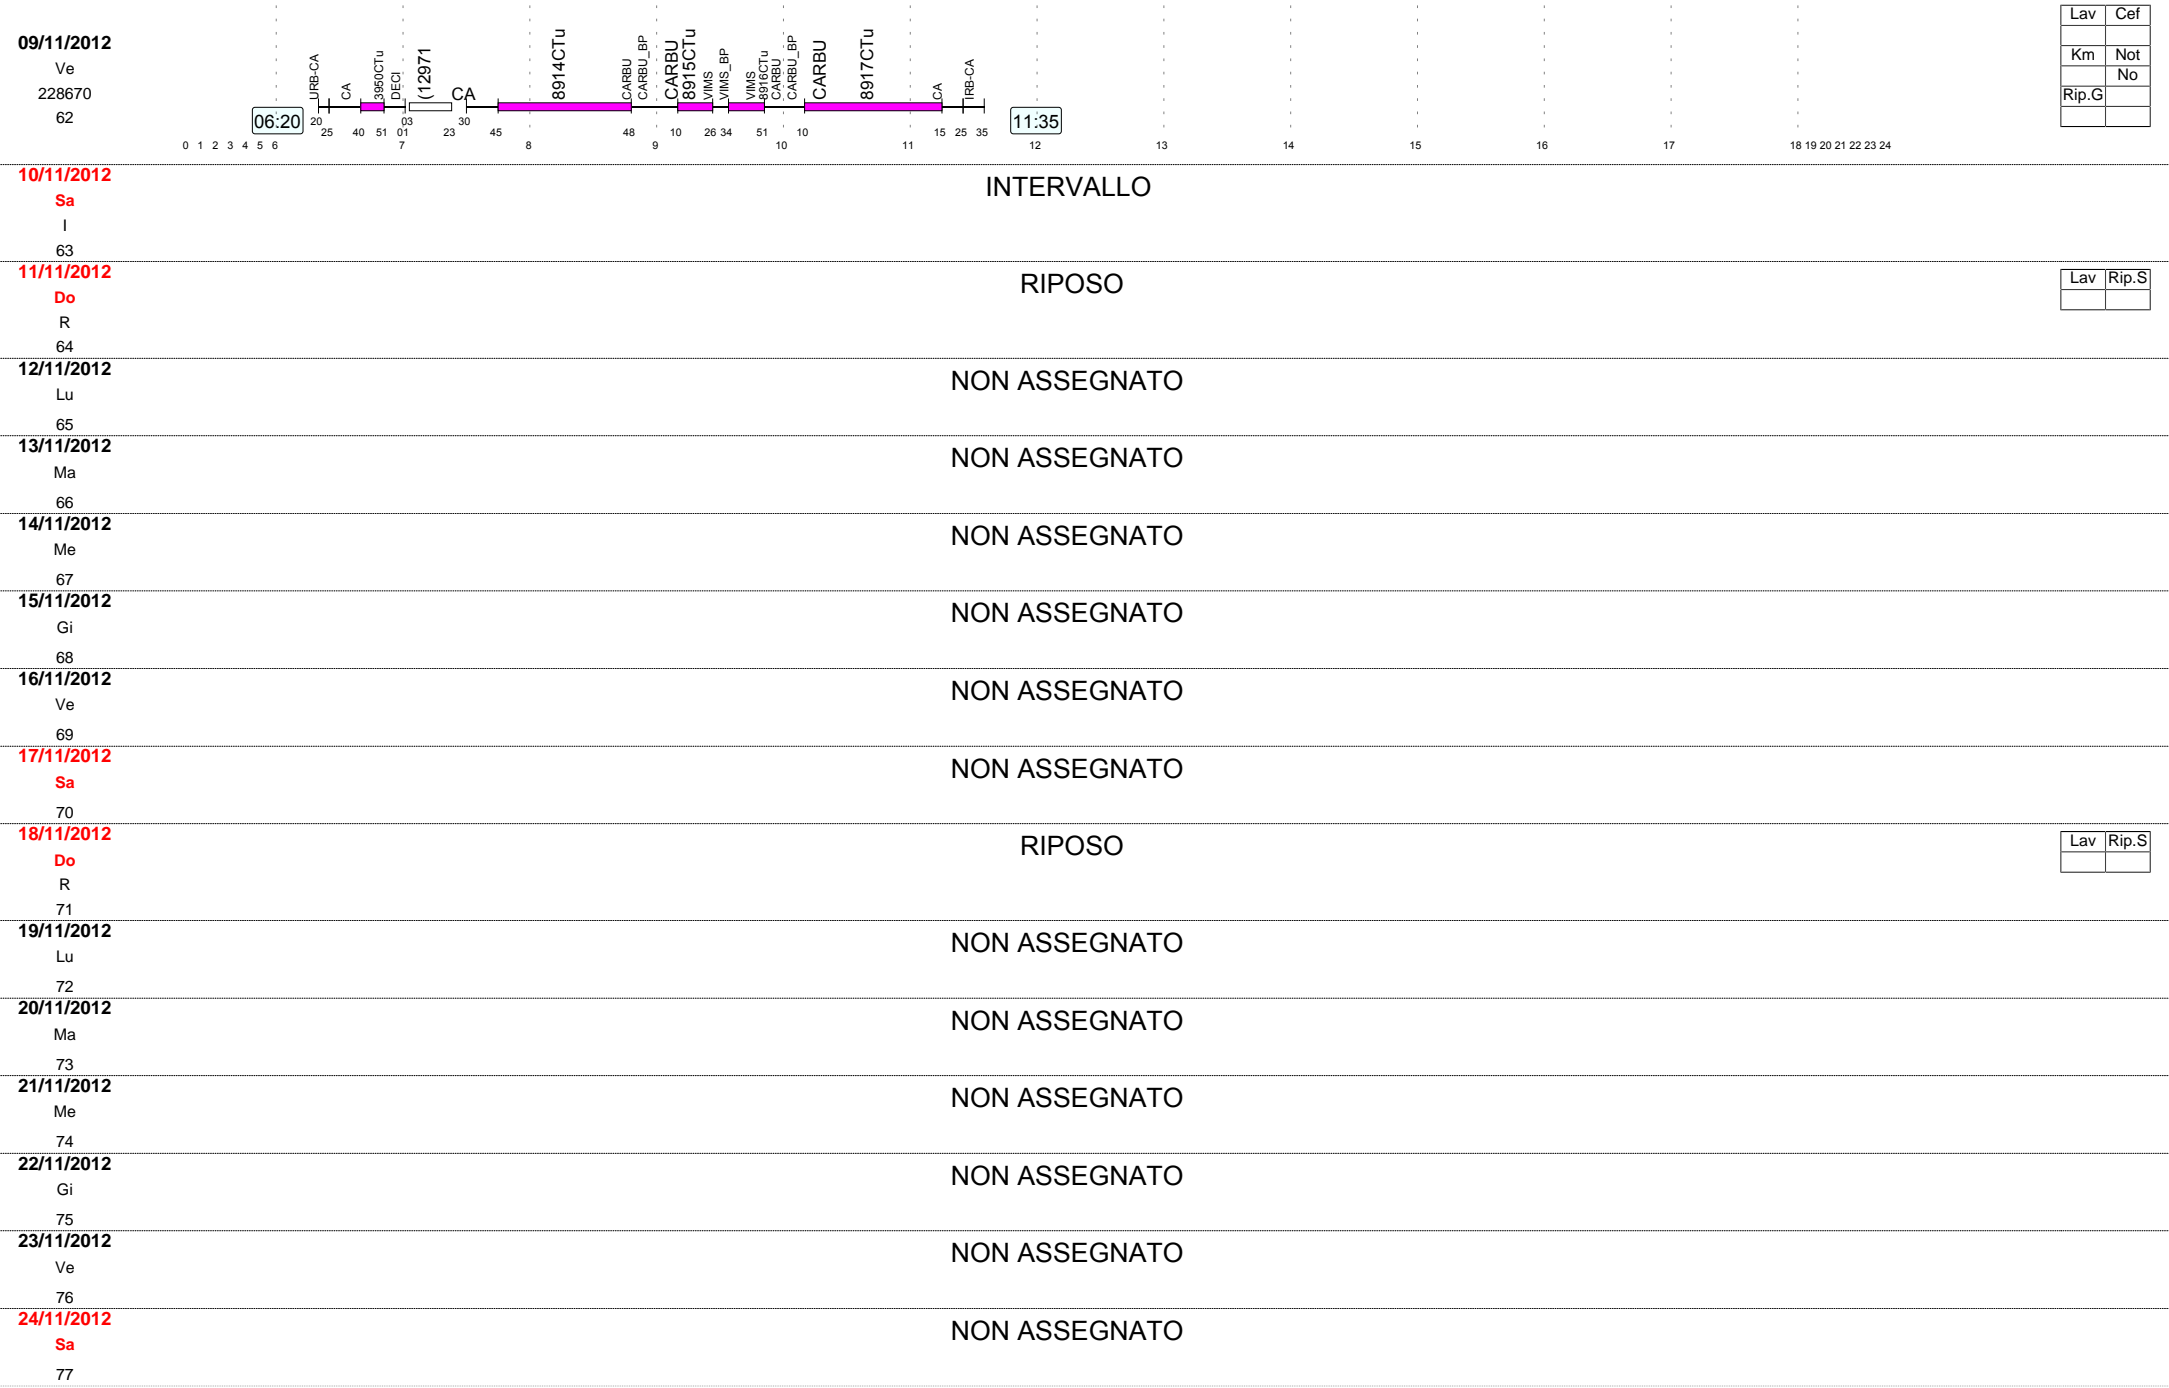 09/11/2012
Ve
228670
62
06:20
URB-CA
CA
3950CTu
DECI
(12971
CA
8914CTu
CARBU
CARBU_BP
CARBU
8915CTu
VIMS
VIMS_BP
VIMS
8916CTu
CARBU
CARBU_BP
CARBU
8917CTu
CA
IRB-CA
11:35
20 03 30
25 40 51 01 23 45 48 10 26 34 51 10 15 25 35
0 1 2 3 4 5 6 7 8 9 10 11 12 13 14 15 16 17 18 19 20 21 22 23 24
Lav Cef
Km Not
No
Rip.G
10/11/2012
Sa
I
63
INTERVALLO
11/11/2012
Do
R
64
RIPOSO
Lav Rip.S
12/11/2012
Lu
65
NON ASSEGNATO
13/11/2012
Ma
66
NON ASSEGNATO
14/11/2012
Me
67
NON ASSEGNATO
15/11/2012
Gi
68
NON ASSEGNATO
16/11/2012
Ve
69
NON ASSEGNATO
17/11/2012
Sa
70
NON ASSEGNATO
18/11/2012
Do
R
71
RIPOSO
Lav Rip.S
19/11/2012
Lu
72
NON ASSEGNATO
20/11/2012
Ma
73
NON ASSEGNATO
21/11/2012
Me
74
NON ASSEGNATO
22/11/2012
Gi
75
NON ASSEGNATO
23/11/2012
Ve
76
NON ASSEGNATO
24/11/2012
Sa
77
NON ASSEGNATO